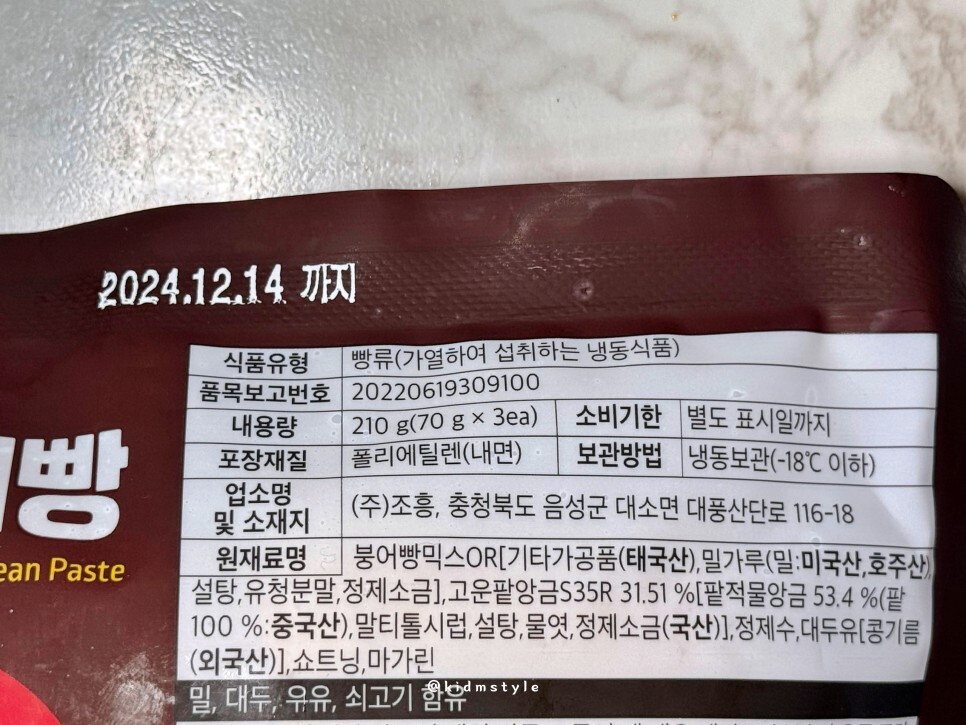 2024.12.14 까지
식품유형 빵류(가열하여 섭취하는 냉동식품)
품목보고번호 20220619309100
내용량 210 g(70 g × 3ea) 소비기한 별도 표시일까지
포장재질 폴리에틸렌(내면) 보관방법 냉동보관(-18℃ 이하)
업소명
및 소재지 (주)조흥, 충청북도 음성군 대소면 대풍산단로 116-18
원재료명 붕어빵믹스OR[기타가공품(태국산),밀가루(밀:미국산,호주산),
설탕,유청분말,정제소금],고운팥앙금S35R 31.51 %[팥적물앙금 53.4 %(팥
100 %:중국산),말티톨시럽,설탕,물엿,정제소금(국산)],정제수,대두유[콩기름
(외국산)],쇼트닝,마가린
밀, 대두, 우유, 쇠고기 함유
빵
ean Paste
@kidmstyle